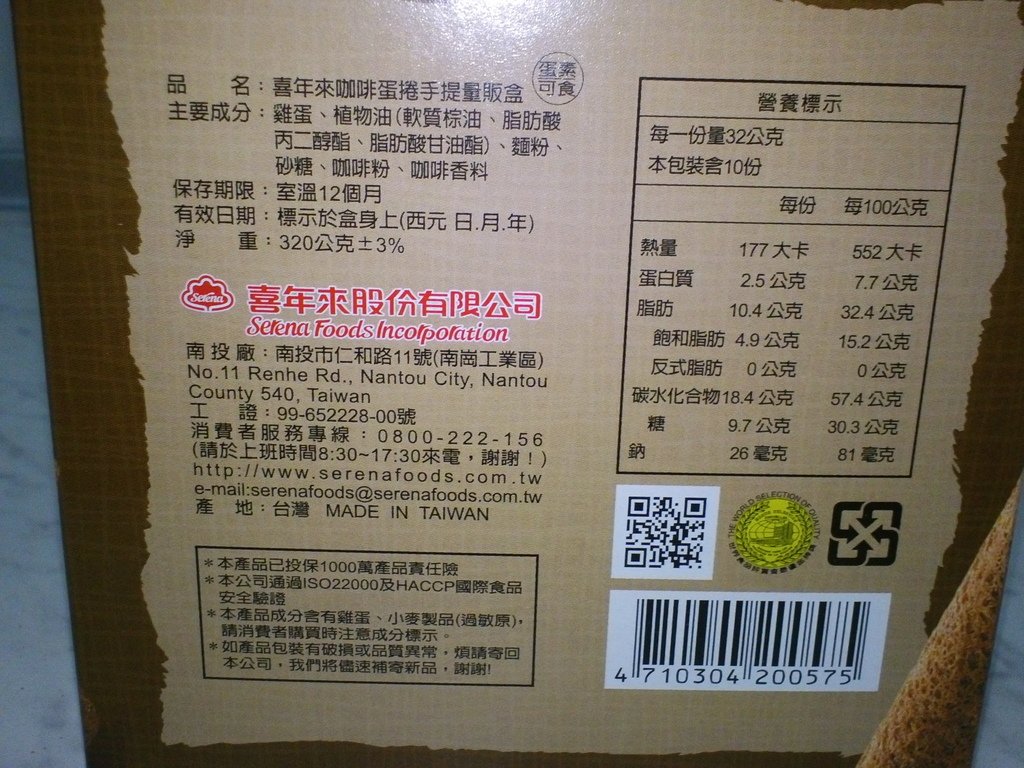 品 名：喜年來咖啡蛋捲手提量販盒
蛋素
可食
主要成分：雞蛋、植物油(軟質棕油、脂肪酸
丙二醇酯、脂肪酸甘油酯)、麵粉、
砂糖、咖啡粉、咖啡香料
保存期限：室溫12個月
有效日期：標示於盒身上(西元 日.月.年)
淨 重：320公克±3%
Serena
喜年來股份有限公司
Serena Foods Incorporation
南投廠：南投市仁和路11號(南崗工業區)
No.11 Renhe Rd., Nantou City, Nantou
County 540, Taiwan
工 證：99-652228-00號
消費者服務專線：0800-222-156
(請於上班時間8:30~17:30來電，謝謝！)
http://www.serenafoods.com.tw
e-mail:serenafoods@serenafoods.com.tw
產 地：台灣 MADE IN TAIWAN
＊本產品已投保1000萬產品責任險
＊本公司通過ISO22000及HACCP國際食品
安全驗證
＊本產品成分含有雞蛋、小麥製品(過敏原)，
請消費者購買時注意成分標示。
＊如產品包裝有破損或品質異常，煩請寄回
本公司，我們將儘速補寄新品，謝謝!
營養標示
每一份量32公克
本包裝含10份
每份 每100公克
熱量 177 大卡 552 大卡
蛋白質 2.5 公克 7.7 公克
脂肪 10.4 公克 32.4 公克
飽和脂肪 4.9 公克 15.2 公克
反式脂肪 0 公克 0 公克
碳水化合物 18.4 公克 57.4 公克
糖 9.7 公克 30.3 公克
鈉 26 毫克 81 毫克
THE WORLD SELECTION OF QUALITY
4 710304 200575